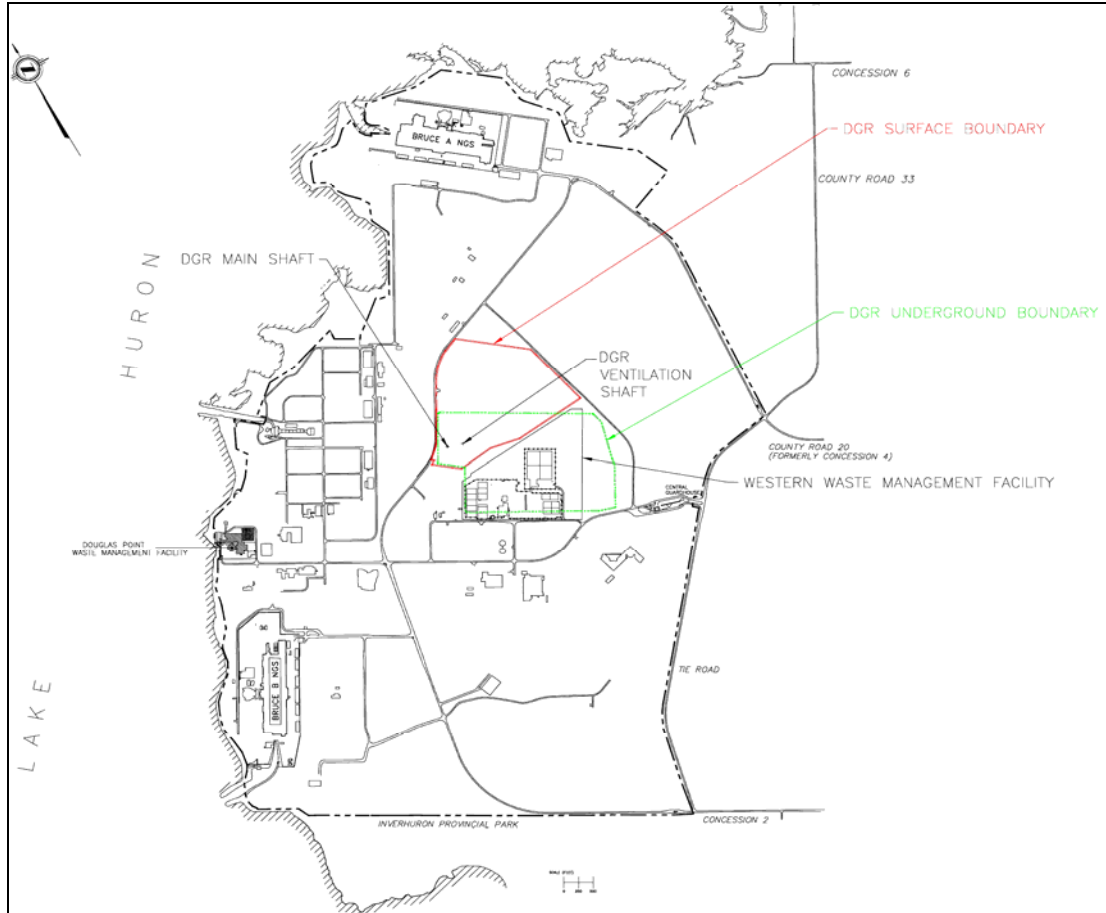 CONCESSION 6
DGR SURFACE BOUNDARY
BRUCE A NGS
COUNTY ROAD 33
HURON
DGR MAIN SHAFT
DGR UNDERGROUND BOUNDARY
DGR
VENTILATION
SHAFT
COUNTY ROAD 20
(FORMERLY CONCESSION 4)
WESTERN WASTE MANAGEMENT FACILITY
CENTRAL
GUARDHOUSE
DOUGLAS POINT
WASTE MANAGEMENT FACILITY
TIE ROAD
BRUCE B NGS
LAKE
INVERHURON PROVINCIAL PARK
CONCESSION 2